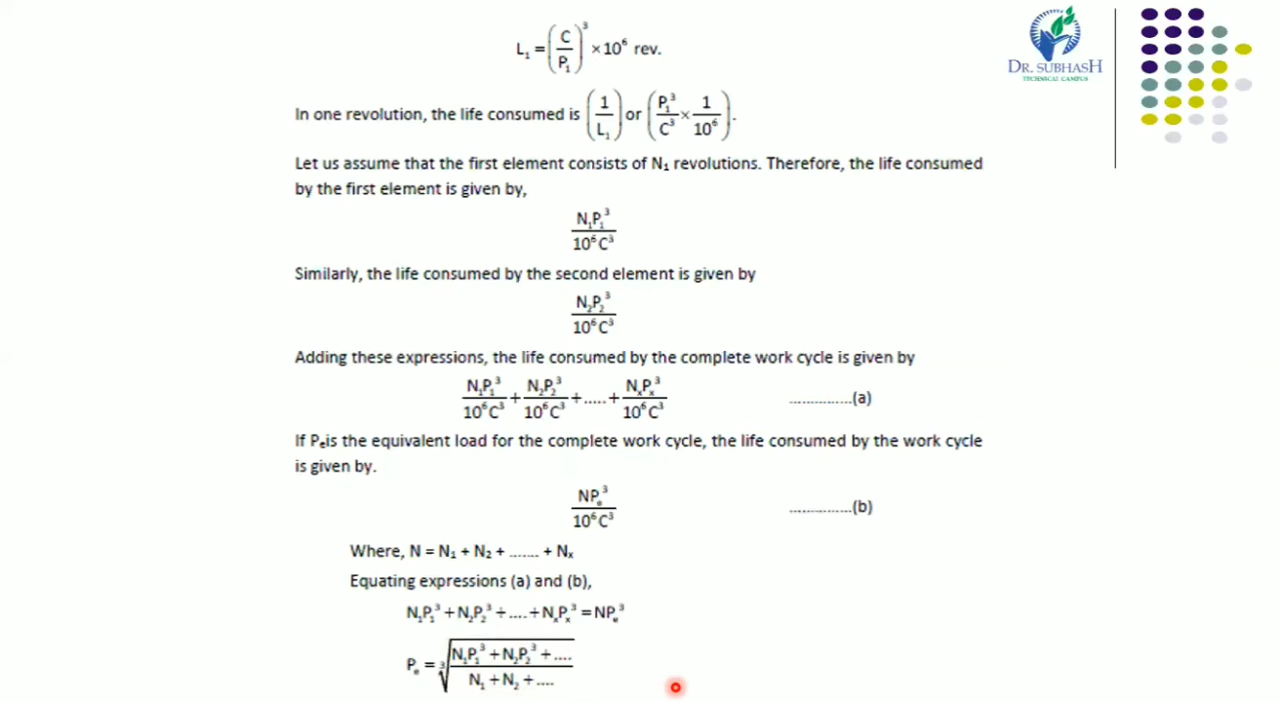 L₁ = (C/P₁)³ × 10⁶ rev.
DR. SUBHASH
TECHNICAL CAMPUS
In one revolution, the life consumed is (1/L₁) or (P₁³/C³ × 1/10⁶).
Let us assume that the first element consists of N₁ revolutions. Therefore, the life consumed
by the first element is given by,
N₁P₁³/10⁶C³
Similarly, the life consumed by the second element is given by
N₂P₂³/10⁶C³
Adding these expressions, the life consumed by the complete work cycle is given by
N₁P₁³/10⁶C³ + N₂P₂³/10⁶C³ + ..... + NₓPₓ³/10⁶C³ ...............(a)
If Pₑis the equivalent load for the complete work cycle, the life consumed by the work cycle
is given by.
NPₑ³/10⁶C³ ...............(b)
Where, N = N₁ + N₂ + ....... + Nₓ
Equating expressions (a) and (b),
N₁P₁³ + N₂P₂³ + .... + NₓPₓ³ = NPₑ³
Pₑ = ∛((N₁P₁³ + N₂P₂³ + ....)/(N₁ + N₂ + ....))